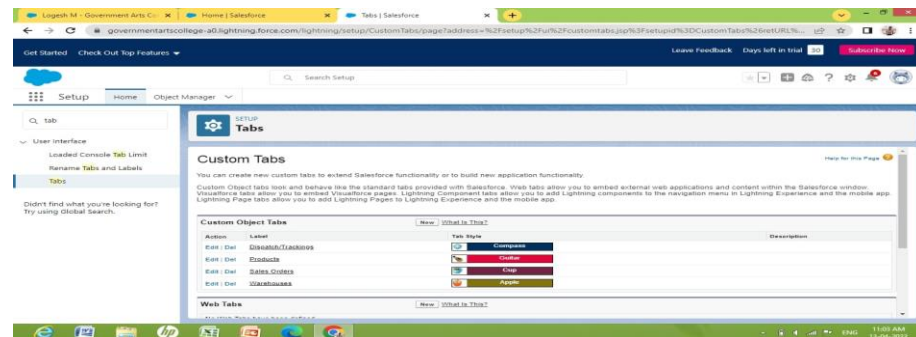 Logesh M - Government Arts Co
Home | Salesforce
Tabs | Salesforce
governmentartscollege-a0.lightning.force.com/lightning/setup/CustomTabs/page?address=%2Fsetup%2Fui%2Fcustomtabs.jsp%3Fsetupid%3DCustomTabs%26retURL%...
Get Started Check Out Top Features
Leave Feedback Days left in trial 30 Subscribe Now
Search Setup
Setup Home Object Manager
tab
User Interface
Loaded Console Tab Limit
Rename Tabs and Labels
Tabs
Didn't find what you're looking for?
Try using Global Search.
SETUP
Tabs
Custom Tabs
Help for this Page
You can create new custom tabs to extend Salesforce functionality or to build new application functionality.
Custom Object tabs look and behave like the standard tabs provided with Salesforce. Web tabs allow you to embed external web applications and content within the Salesforce window.
Visualforce tabs allow you to embed Visualforce pages. Lightning Component tabs allow you to add Lightning components to the navigation menu in Lightning Experience and the mobile app.
Lightning Page tabs allow you to add Lightning Pages to Lightning Experience and the mobile app.
Custom Object Tabs New What Is This?
Action Label Tab Style Description
Edit | Del Dispatch/Trackings Compass
Edit | Del Products Guitar
Edit | Del Sales Orders Cup
Edit | Del Warehouses Apple
Web Tabs New What Is This?
No Web Tabs have been defined
ENG 11:03 AM